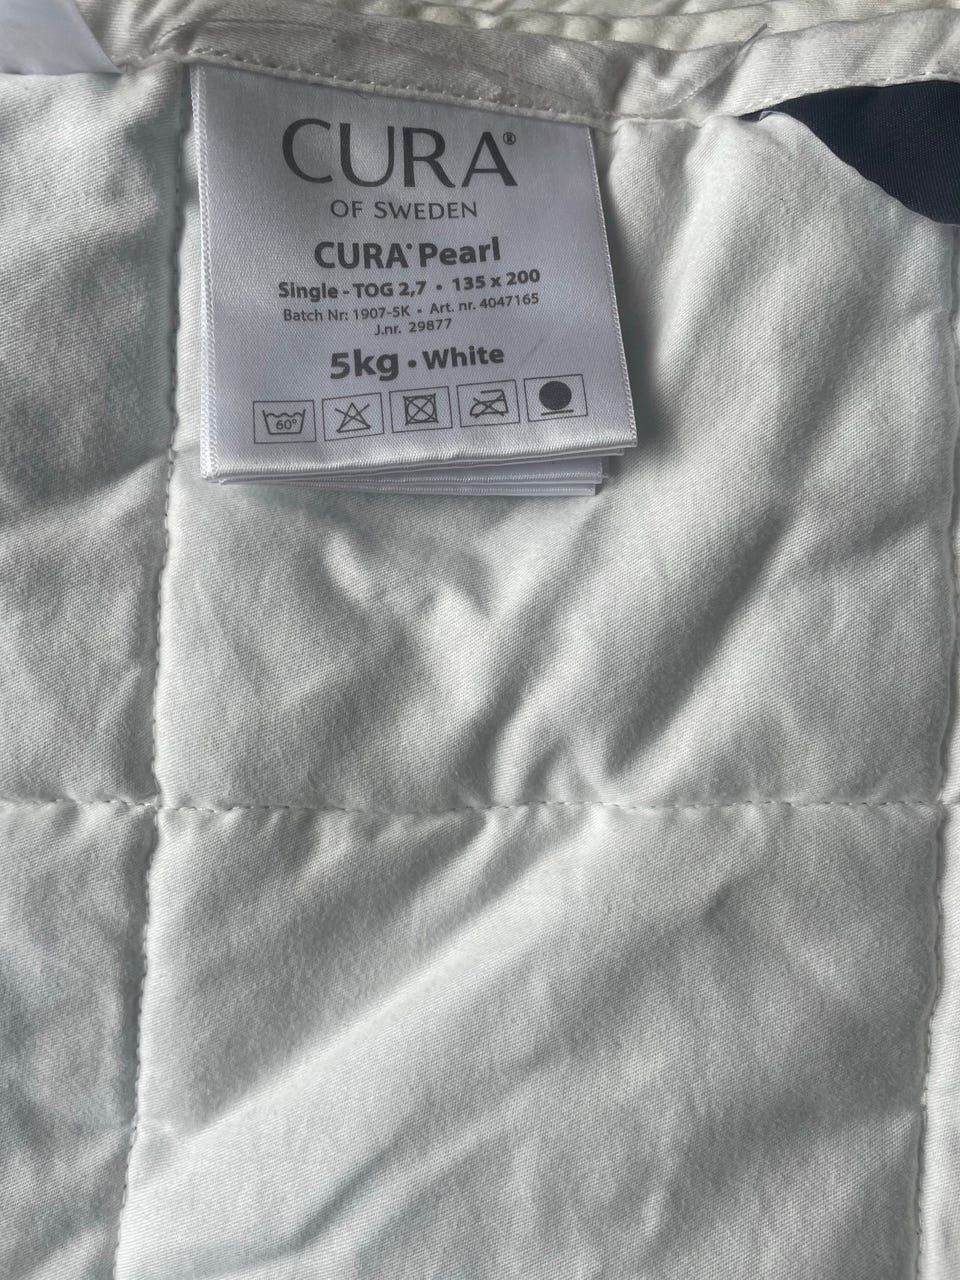 CURA®
OF SWEDEN
CURA® Pearl
Single - TOG 2,7 • 135 x 200
Batch Nr: 1907-5K • Art. nr. 4047165
J.nr. 29877
5kg • White
60°